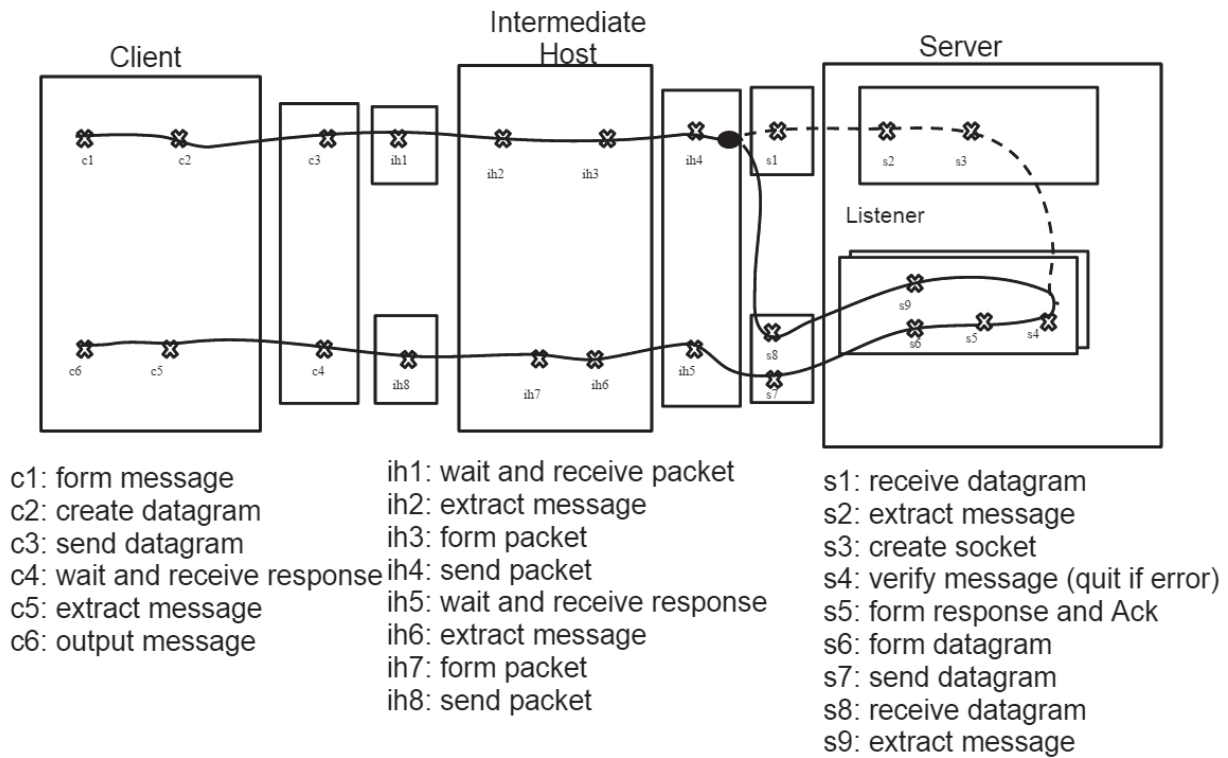 Client
Intermediate
Host
Server
c1
c2
c3
ih1
ih2
ih3
ih4
s1
s2
s3
Listener
s9
s8
s6
s5
s4
c6
c5
c4
ih8
ih7
ih6
ih5
s7
c1: form message
c2: create datagram
c3: send datagram
c4: wait and receive response
c5: extract message
c6: output message
ih1: wait and receive packet
ih2: extract message
ih3: form packet
ih4: send packet
ih5: wait and receive response
ih6: extract message
ih7: form packet
ih8: send packet
s1: receive datagram
s2: extract message
s3: create socket
s4: verify message (quit if error)
s5: form response and Ack
s6: form datagram
s7: send datagram
s8: receive datagram
s9: extract message